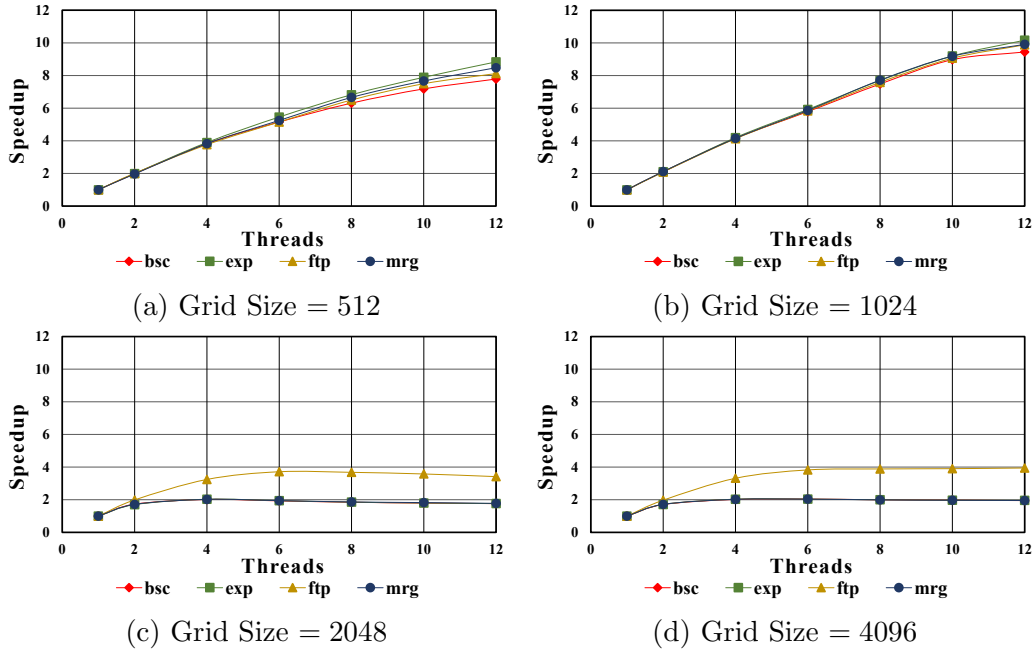 12
10
8
6
4
2
0
Speedup
0 2 4 6 8 10 12
Threads
bsc exp ftp mrg
(a) Grid Size = 512
12
10
8
6
4
2
0
Speedup
0 2 4 6 8 10 12
Threads
bsc exp ftp mrg
(b) Grid Size = 1024
12
10
8
6
4
2
0
Speedup
0 2 4 6 8 10 12
Threads
bsc exp ftp mrg
(c) Grid Size = 2048
12
10
8
6
4
2
0
Speedup
0 2 4 6 8 10 12
Threads
bsc exp ftp mrg
(d) Grid Size = 4096